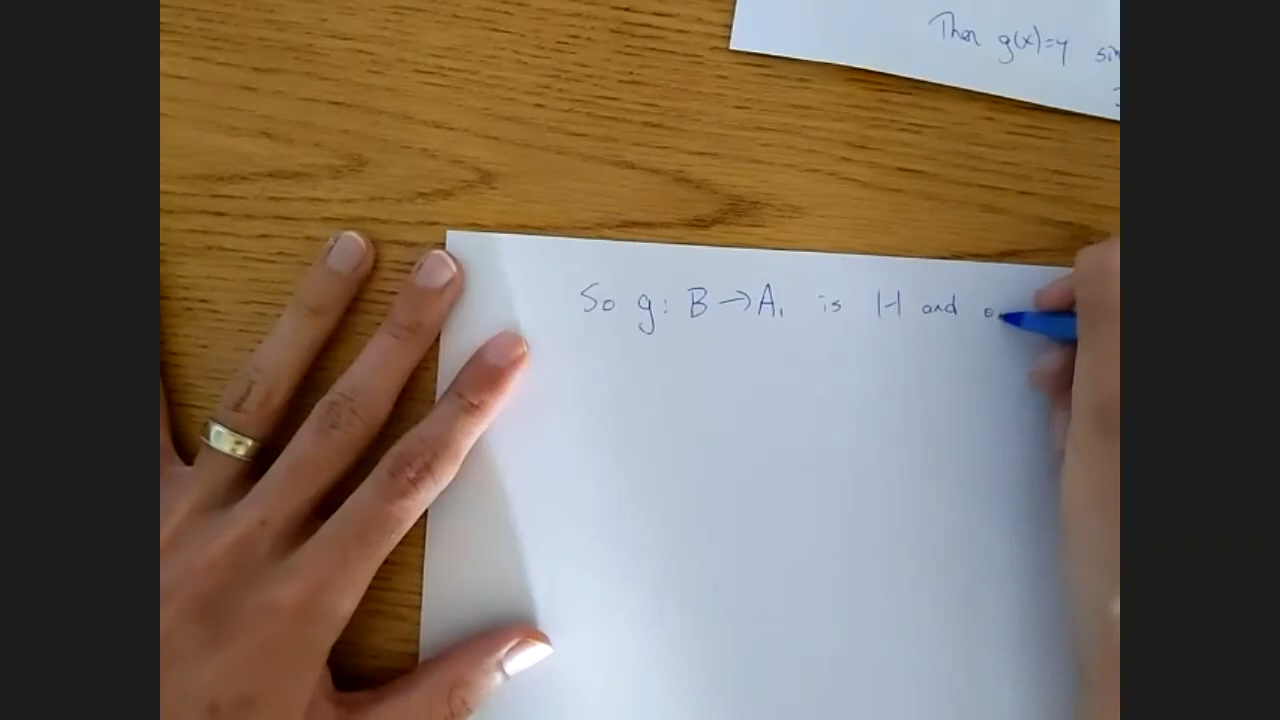 Then g(x)=y
So g: B → A₁ is 1-1 and